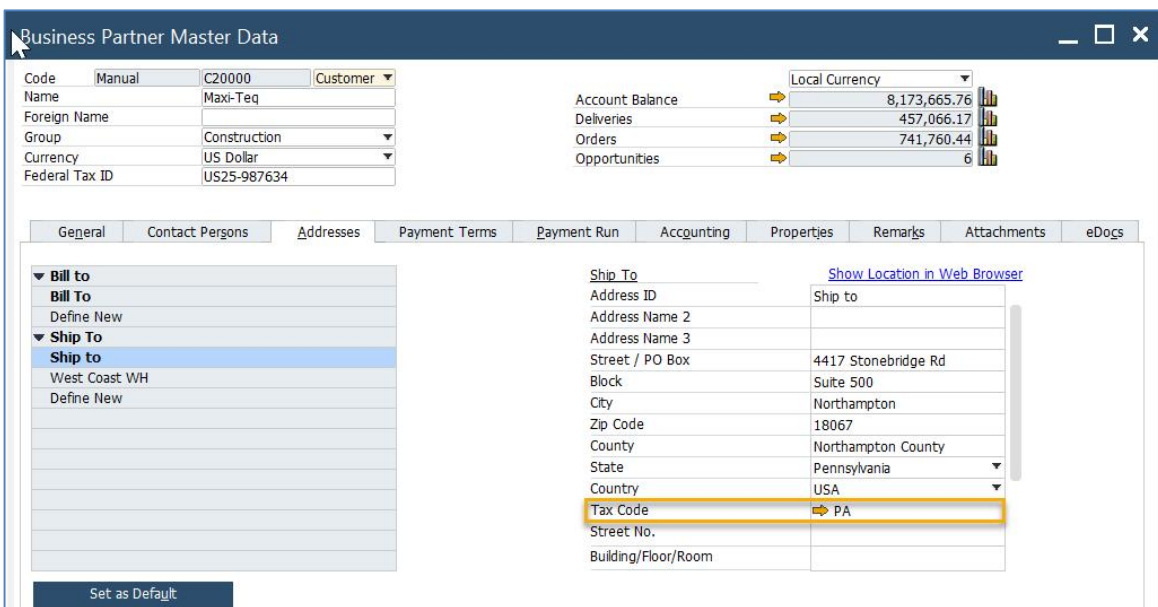 Business Partner Master Data
Code Manual C20000 Customer
Name Maxi-Teq
Foreign Name
Group Construction
Currency US Dollar
Federal Tax ID US25-987634
Local Currency
Account Balance 8,173,665.76
Deliveries 457,066.17
Orders 741,760.44
Opportunities 6
General Contact Persons Addresses Payment Terms Payment Run Accounting Properties Remarks Attachments eDocs
Bill to
Bill To
Define New
Ship To
Ship to
West Coast WH
Define New
Set as Default
Ship To Show Location in Web Browser
Address ID Ship to
Address Name 2
Address Name 3
Street / PO Box 4417 Stonebridge Rd
Block Suite 500
City Northampton
Zip Code 18067
County Northampton County
State Pennsylvania
Country USA
Tax Code PA
Street No.
Building/Floor/Room